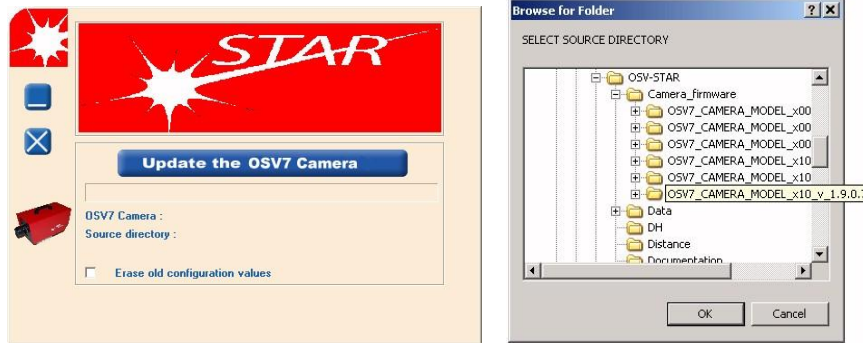 STAR
Update the OSV7 Camera
OSV7 Camera :
Source directory :
Erase old configuration values
Browse for Folder
SELECT SOURCE DIRECTORY
OSV-STAR
Camera_firmware
OSV7_CAMERA_MODEL_x00
OSV7_CAMERA_MODEL_x00
OSV7_CAMERA_MODEL_x00
OSV7_CAMERA_MODEL_x10
OSV7_CAMERA_MODEL_x10
OSV7_CAMERA_MODEL_x10_v_1.9.0.7
Data
DH
Distance
Documentation
OK
Cancel